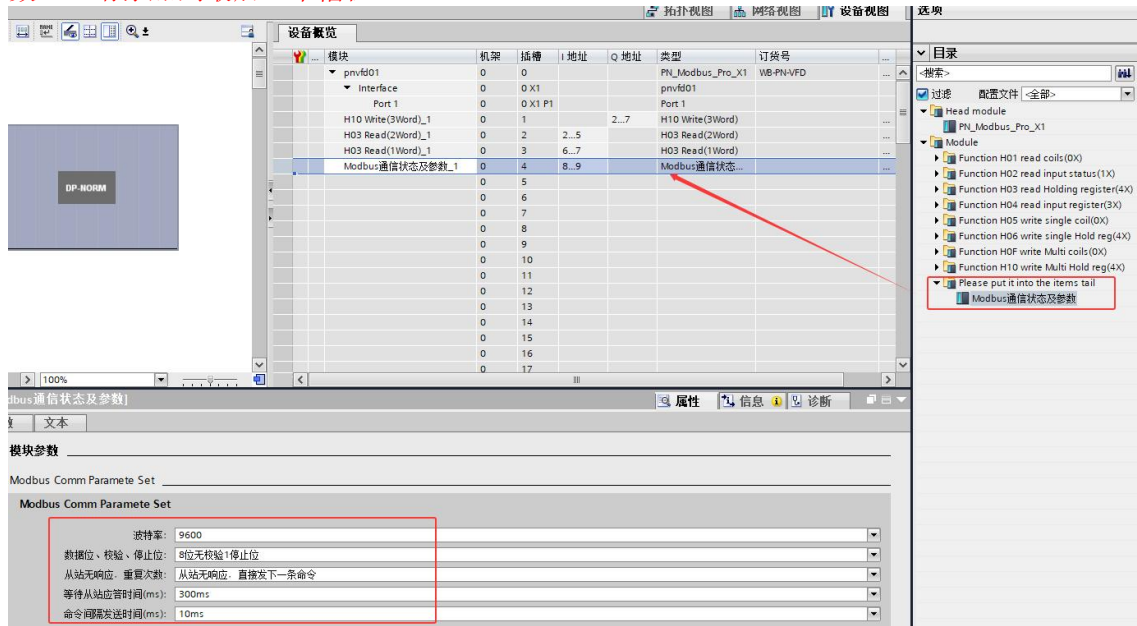 拓扑视图 网络视图 设备视图 选项
设备概览
... 模块 机架 插槽 I 地址 Q 地址 类型 订货号 ...
pnvfd01 0 0 PN_Modbus_Pro_X1 WB-PN-VFD ...
Interface 0 0 X1 pnvfd01
Port 1 0 0 X1 P1 Port 1
H10 Write(3Word)_1 0 1 2...7 H10 Write(3Word) ...
H03 Read(2Word)_1 0 2 2...5 H03 Read(2Word) ...
H03 Read(1Word)_1 0 3 6...7 H03 Read(1Word) ...
Modbus通信状态及参数_1 0 4 8...9 Modbus通信状态... ...
0 5
0 6
0 7
0 8
0 9
0 10
0 11
0 12
0 13
0 14
0 15
0 16
0 17
DP-NORM
100%
目录
<搜索>
过滤 配置文件 <全部>
Head module
PN_Modbus_Pro_X1
Module
Function H01 read coils(0X)
Function H02 read input status(1X)
Function H03 read Holding register(4X)
Function H04 read input register(3X)
Function H05 write single coil(0X)
Function H06 write single Hold reg(4X)
Function H0F write Multi coils(0X)
Function H10 write Multi Hold reg(4X)
Please put it into the items tail
Modbus通信状态及参数
dbus通信状态及参数] 属性 信息 诊断
文本
模块参数
Modbus Comm Paramete Set
Modbus Comm Paramete Set
波特率: 9600
数据位、校验、停止位: 8位无校验1停止位
从站无响应. 重复次数: 从站无响应. 直接发下一条命令
等待从站应答时间(ms): 300ms
命令间隔发送时间(ms): 10ms